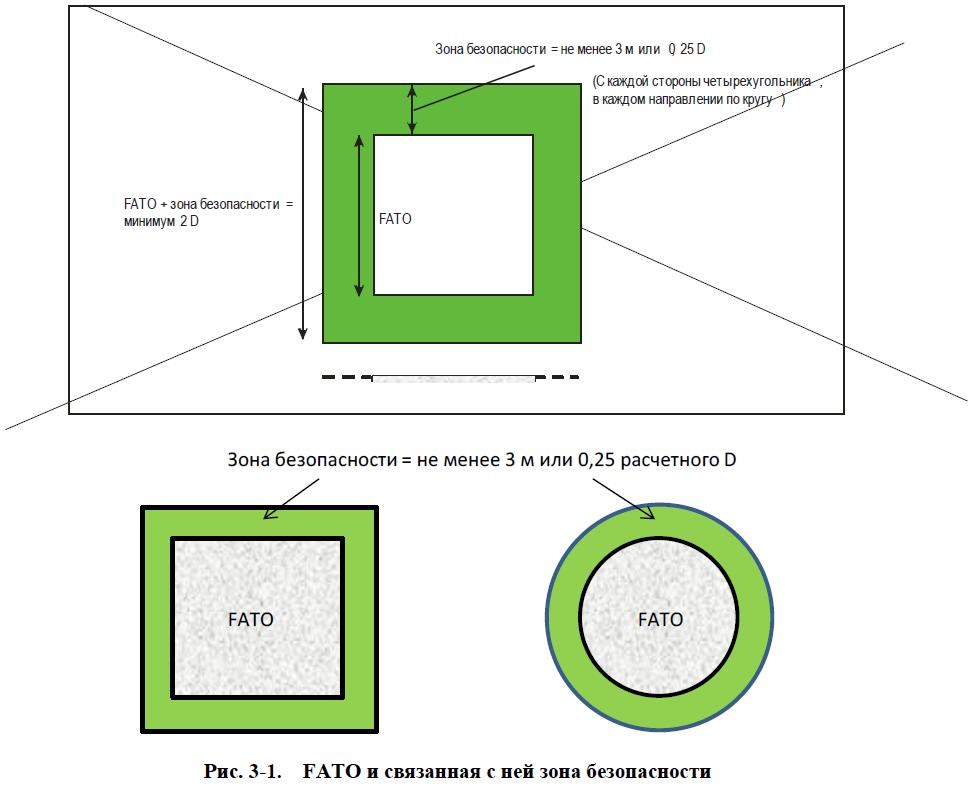 Зона безопасности = не менее 3 м или 0, 25 D
(С каждой стороны четырехугольника ,
в каждом направлении по кругу )
FATO + зона безопасности =
минимум 2 D
FATO
Зона безопасности = не менее 3 м или 0,25 расчетного D
FATO
FATO
Рис. 3-1. FATO и связанная с ней зона безопасности